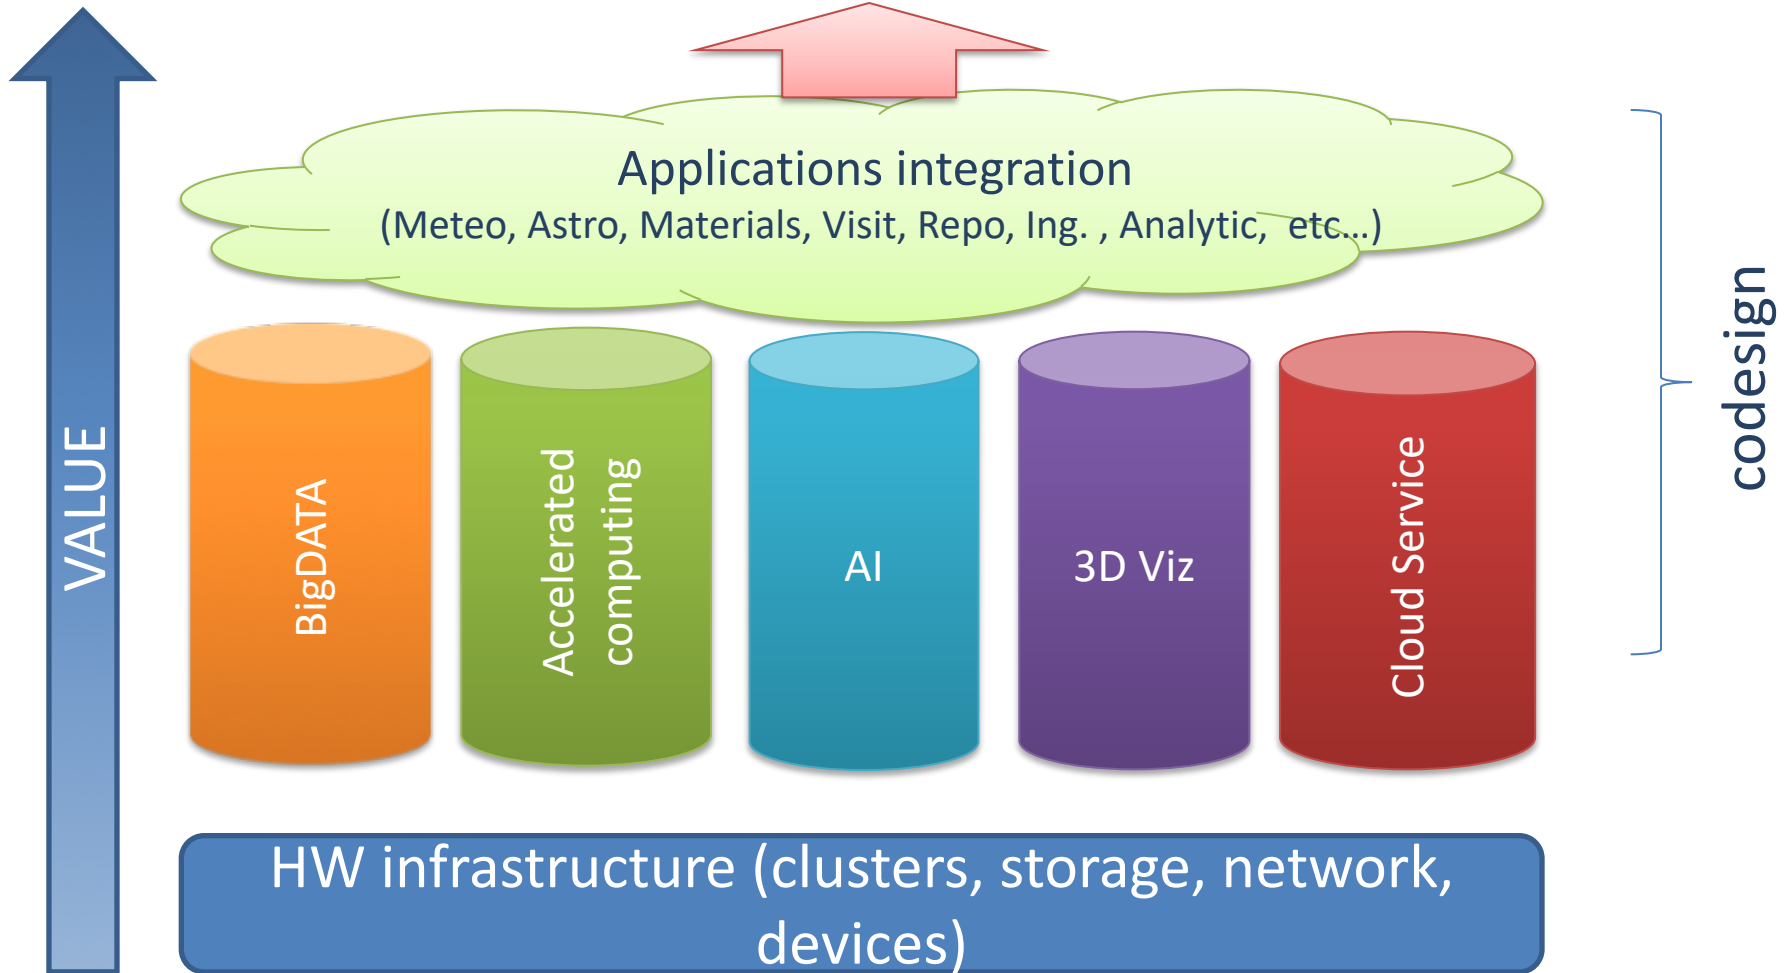 VALUE
Applications integration
(Meteo, Astro, Materials, Visit, Repo, Ing. , Analytic,  etc...)
BigDATA
Accelerated
computing
AI
3D Viz
Cloud Service
codesign
HW infrastructure (clusters, storage, network,
devices)